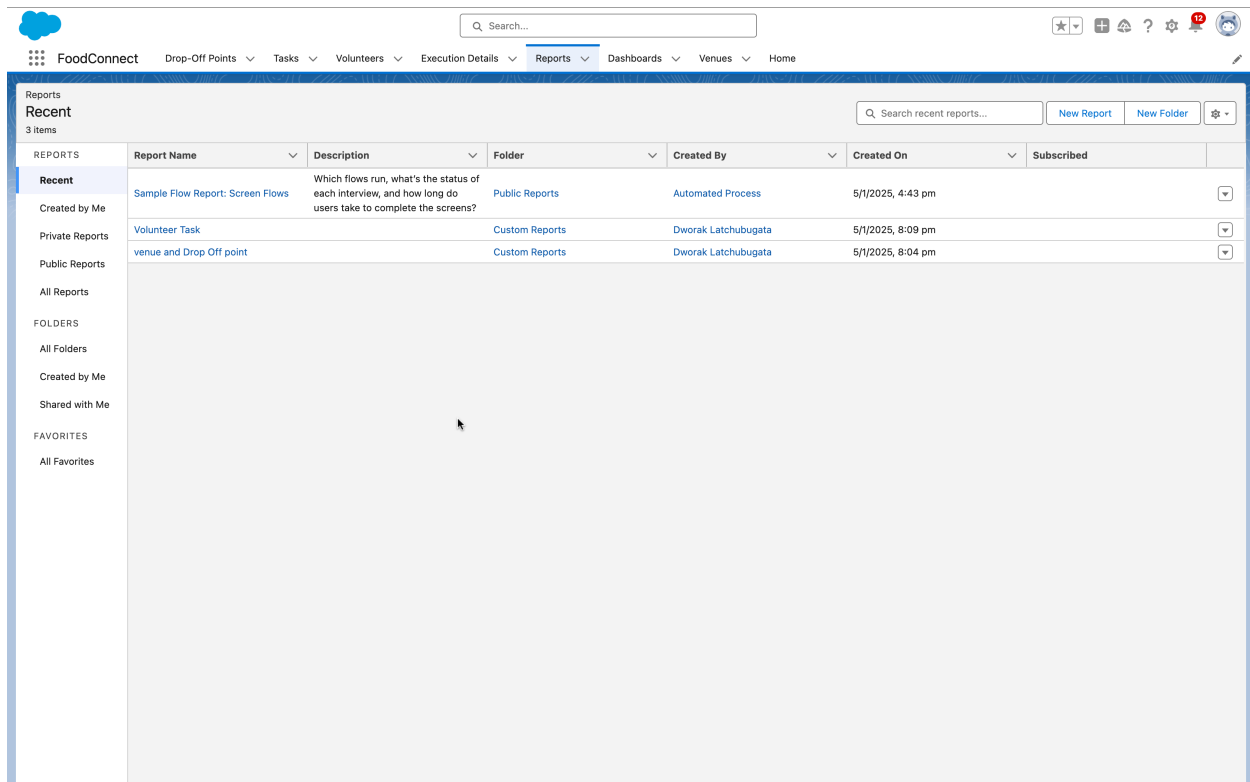 Search...
12
FoodConnect Drop-Off Points Tasks Volunteers Execution Details Reports Dashboards Venues Home
Reports
Recent
3 items
Search recent reports...
New Report
New Folder
REPORTS
Recent
Created by Me
Private Reports
Public Reports
All Reports
FOLDERS
All Folders
Created by Me
Shared with Me
FAVORITES
All Favorites
Report Name Description Folder Created By Created On Subscribed
Sample Flow Report: Screen Flows
Which flows run, what's the status of
each interview, and how long do
users take to complete the screens?
Public Reports
Automated Process
5/1/2025, 4:43 pm
Volunteer Task Custom Reports Dworak Latchubugata 5/1/2025, 8:09 pm
venue and Drop Off point Custom Reports Dworak Latchubugata 5/1/2025, 8:04 pm